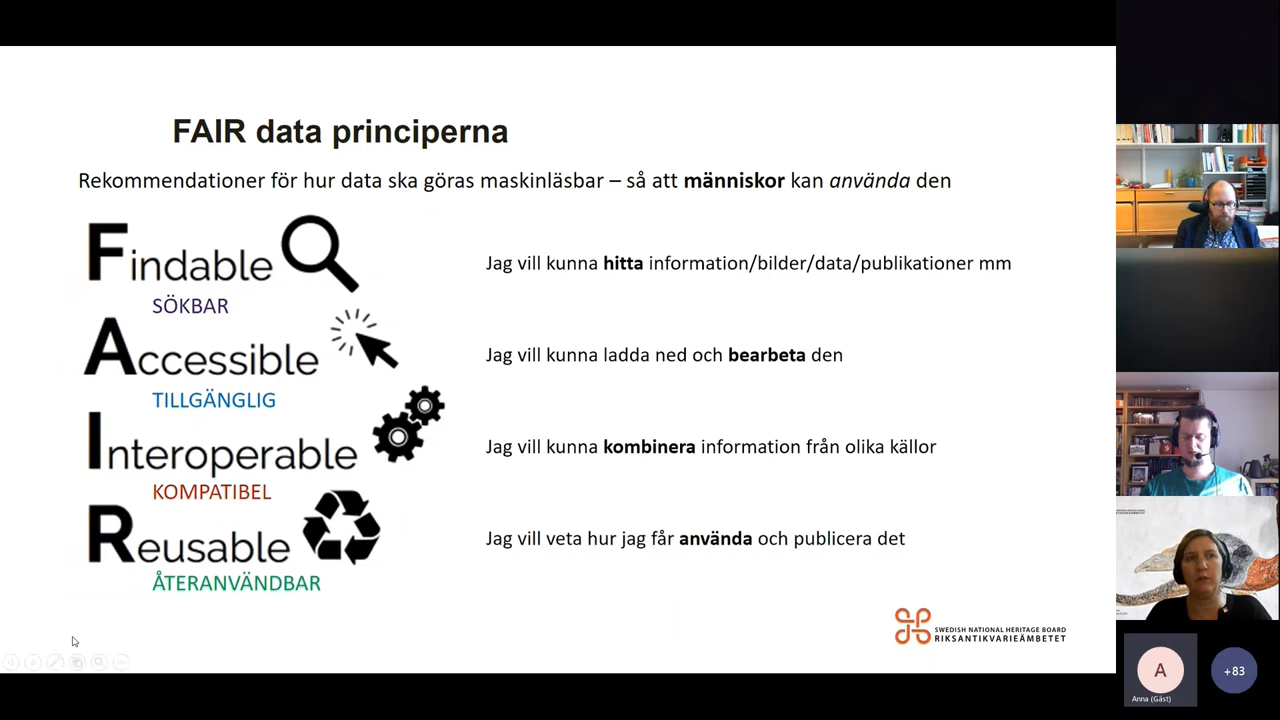 FAIR data principerna
Rekommendationer för hur data ska göras maskinläsbar – så att människor kan använda den
Findable
SÖKBAR
Jag vill kunna hitta information/bilder/data/publikationer mm
Accessible
TILLGÄNGLIG
Jag vill kunna ladda ned och bearbeta den
Interoperable
KOMPATIBEL
Jag vill kunna kombinera information från olika källor
Reusable
ÅTERANVÄNDBAR
Jag vill veta hur jag får använda och publicera det
SWEDISH NATIONAL HERITAGE BOARD
RIKSANTIKVARIEÄMBETET
A
Anna (Gäst)
+83